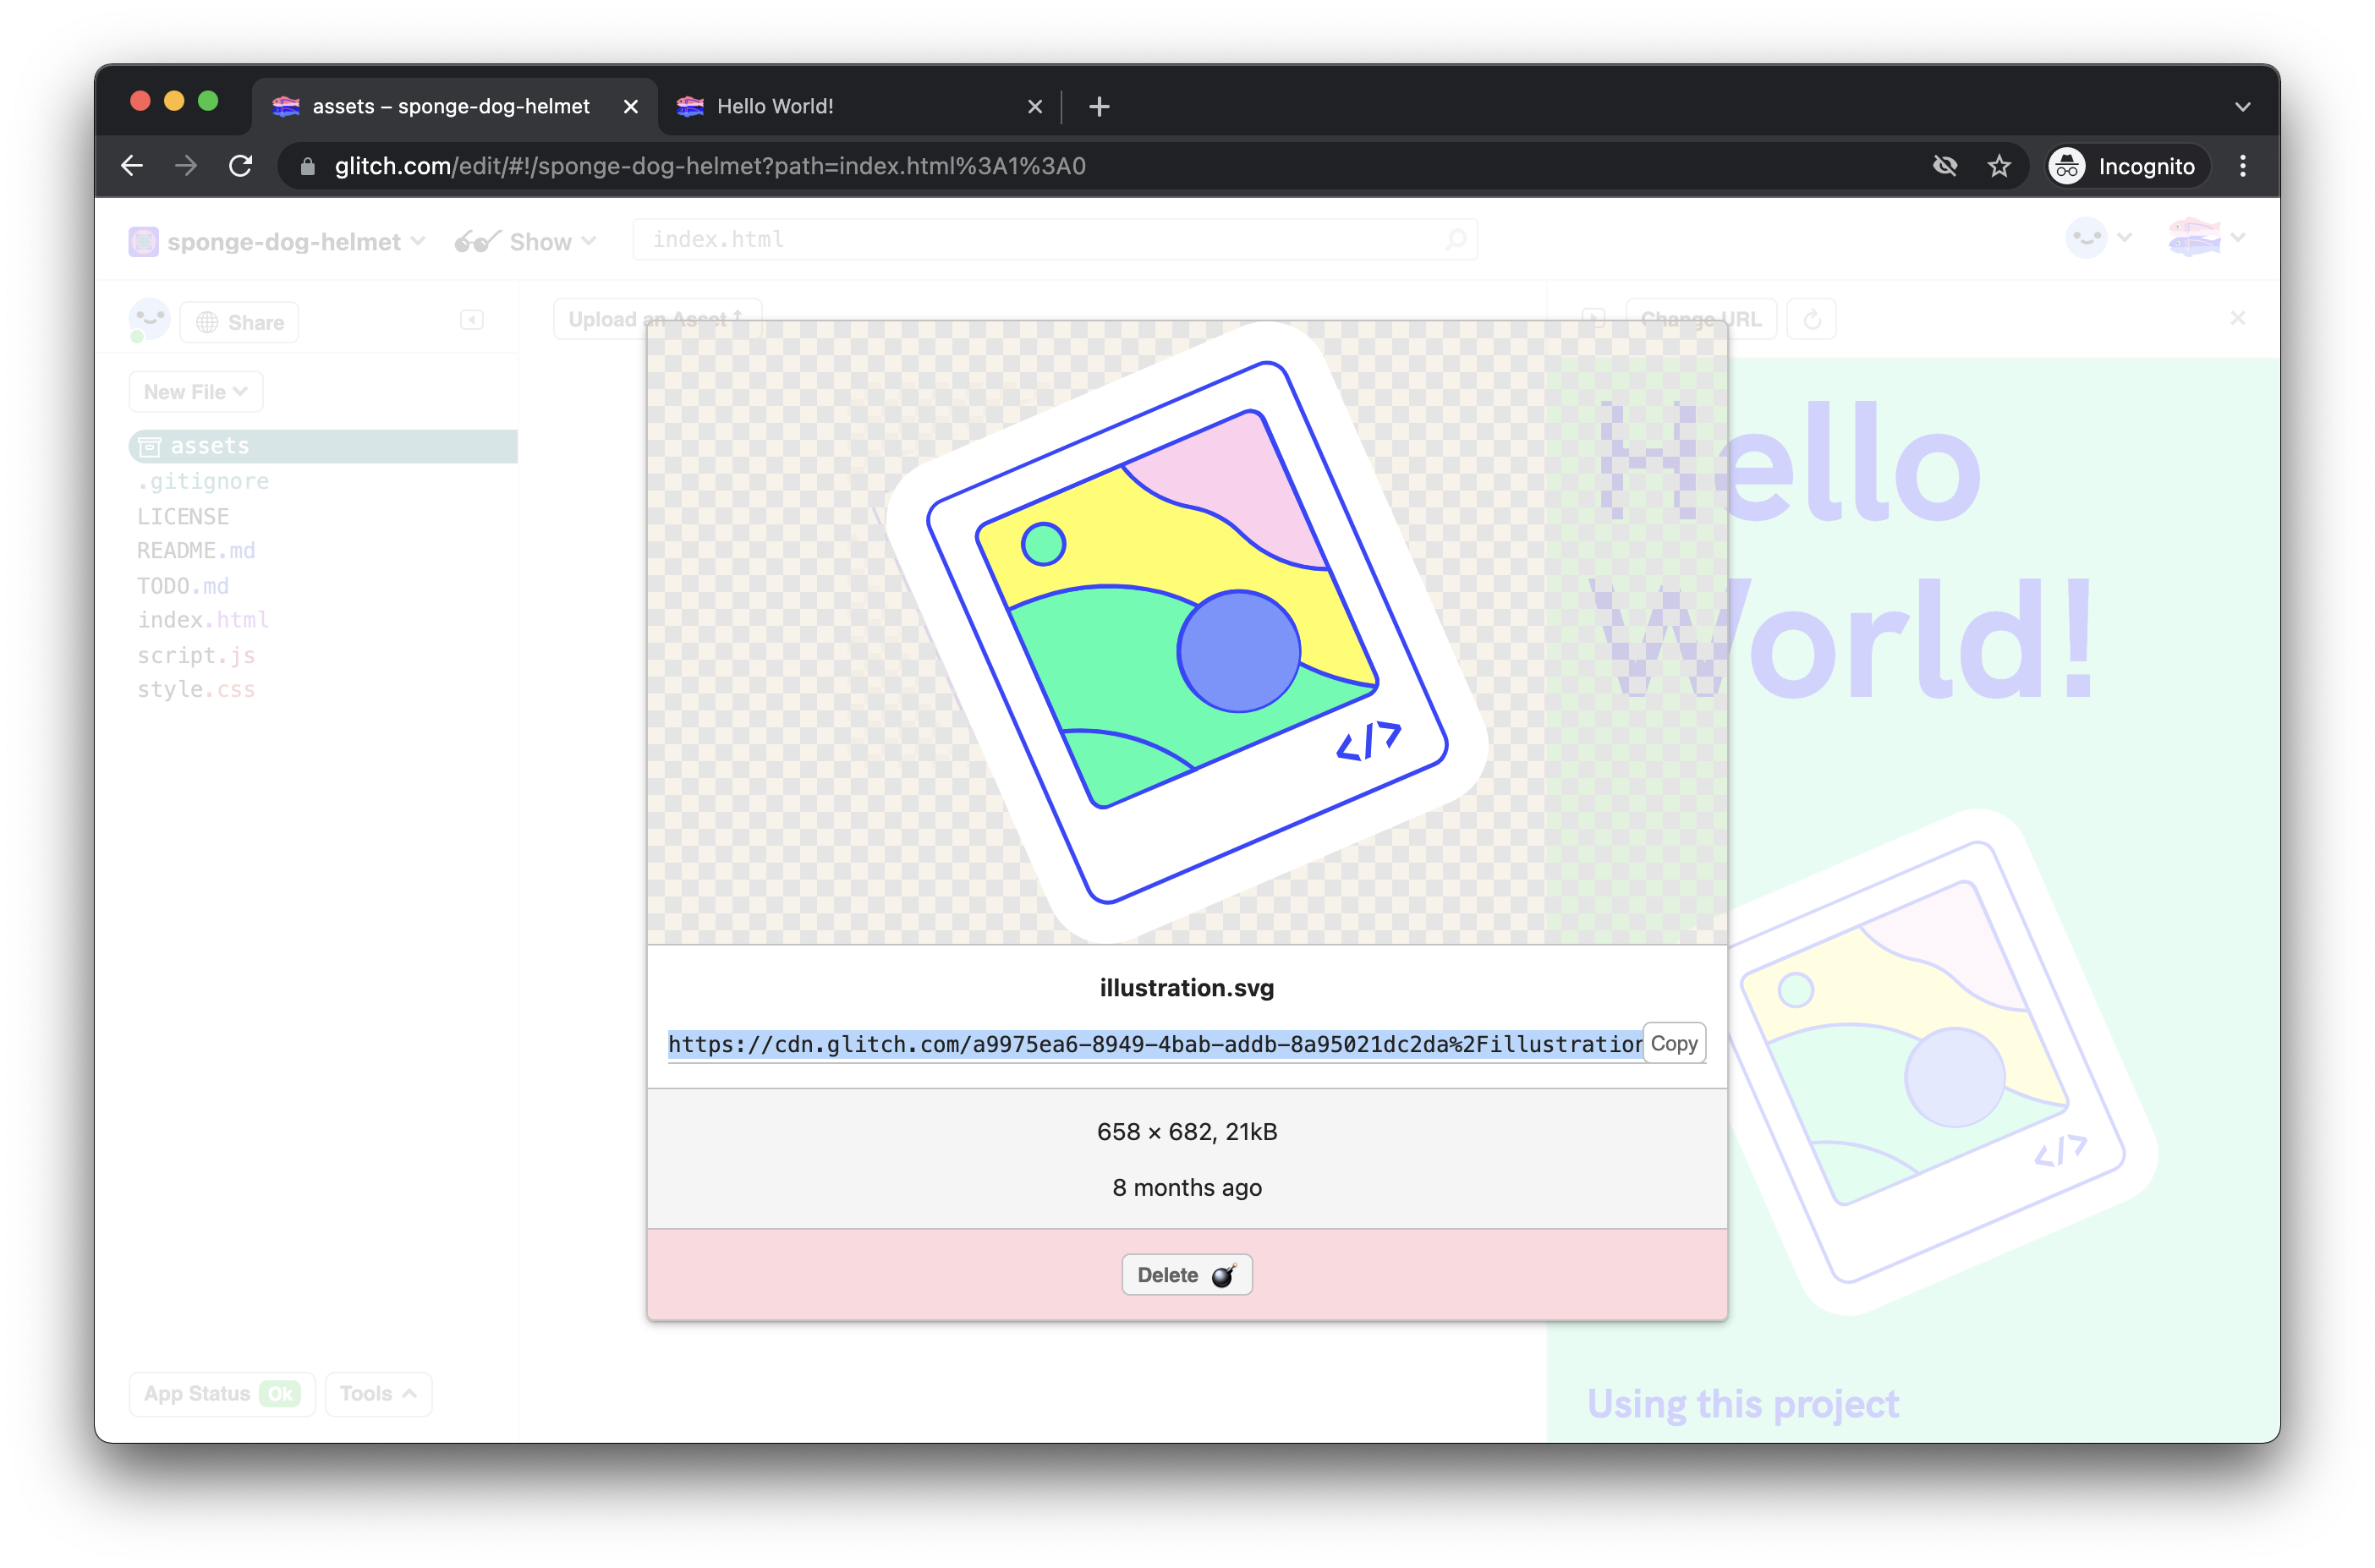 assets – sponge-dog-helmet
Hello World!
glitch.com/edit/#!/sponge-dog-helmet?path=index.html%3A1%3A0
Incognito
sponge-dog-helmet
Show
index.html
Share
Upload an Asset
Change URL
New File
assets
.gitignore
LICENSE
README.md
TODO.md
index.html
script.js
style.css
Hello
World!
</>
illustration.svg
https://cdn.glitch.com/a9975ea6-8949-4bab-addb-8a95021dc2da%2Fillustration
Copy
658 × 682, 21kB
8 months ago
</>
Delete
App Status Ok
Tools
Using this project